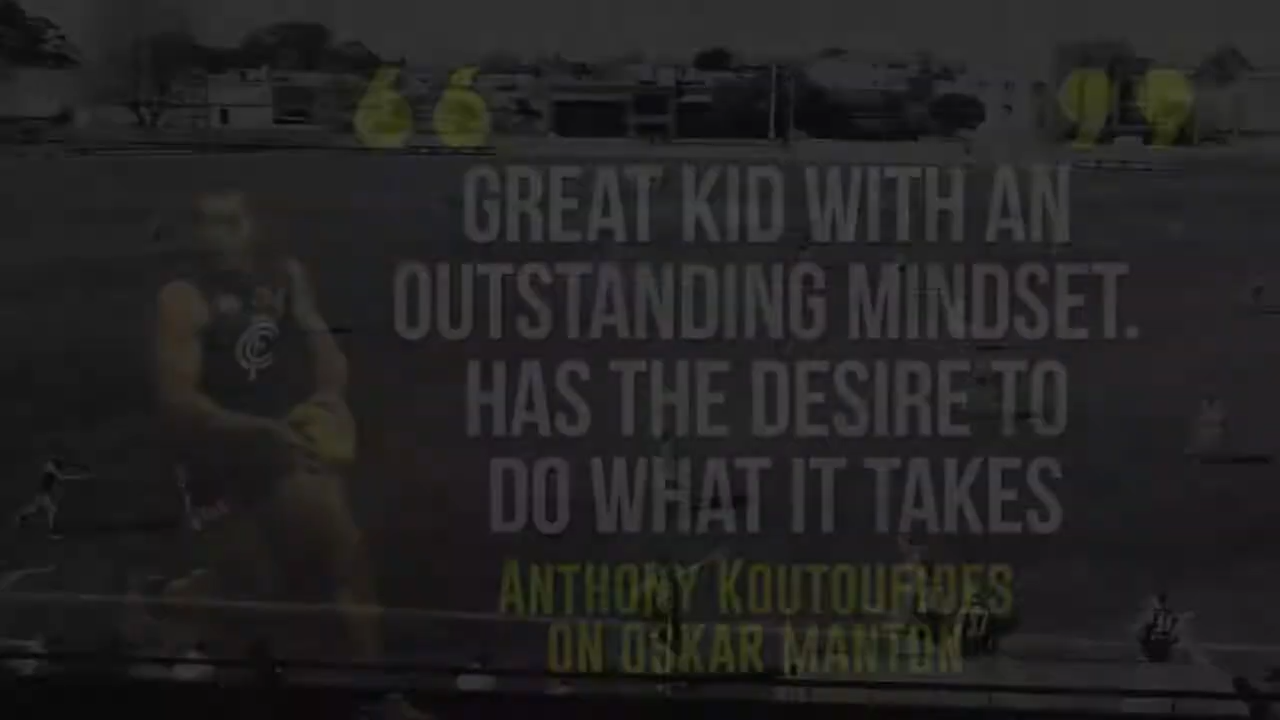 “ ”
GREAT KID WITH AN
OUTSTANDING MINDSET.
HAS THE DESIRE TO
DO WHAT IT TAKES
ANTHONY KOUTOUFIDES
ON OSKAR MANTON